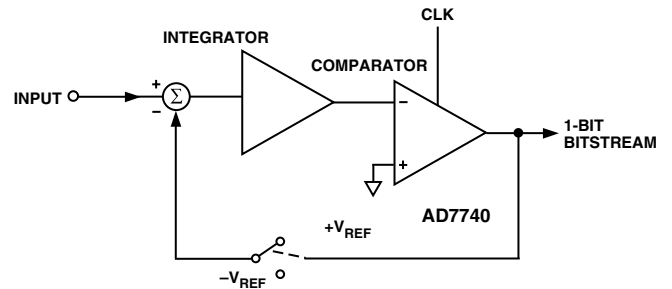 CLK
INTEGRATOR
COMPARATOR
INPUT
+
−
Σ
−
+
1-BIT
BITSTREAM
AD7740
+VREF
−VREF